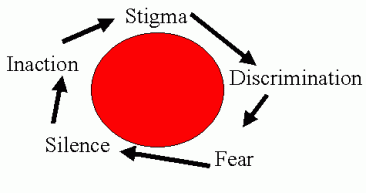 Stigma
Discrimination
Fear
Silence
Inaction